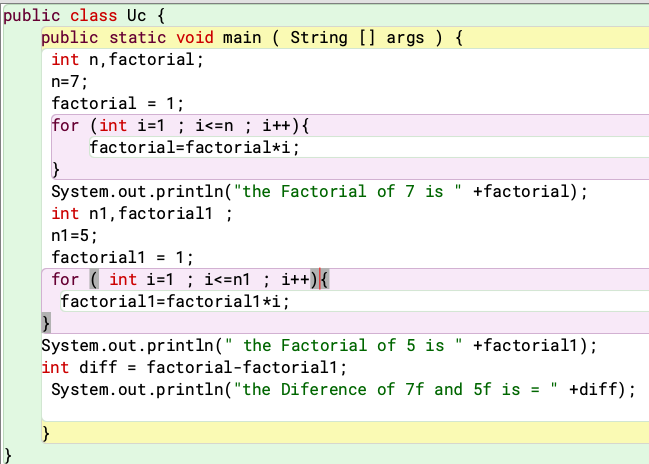 public class Uc {
public static void main ( String [] args ) {
int n,factorial;
n=7;
factorial = 1;
for (int i=1 ; i<=n ; i++){
factorial=factorial*i;
}
System.out.println("the Factorial of 7 is " +factorial);
int n1,factorial1 ;
n1=5;
factorial1 = 1;
for ( int i=1 ; i<=n1 ; i++){
factorial1=factorial1*i;
}
System.out.println(" the Factorial of 5 is " +factorial1);
int diff = factorial-factorial1;
System.out.println("the Diference of 7f and 5f is = " +diff);
}
}